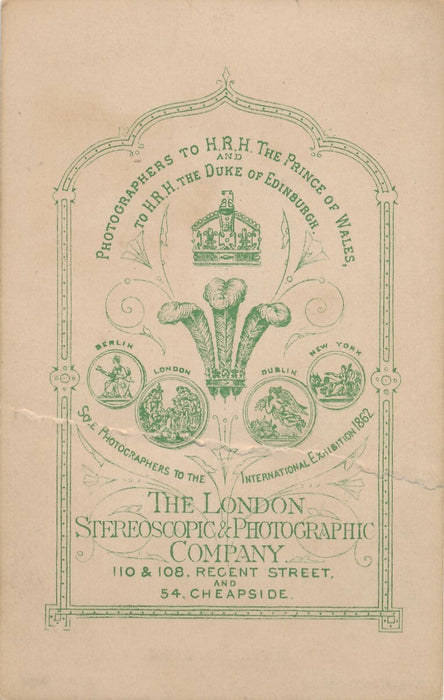 PHOTOGRAPHERS TO H.R.H. THE PRINCE OF WALES,
AND
TO H.R.H. THE DUKE OF EDINBURGH.
BERLIN
LONDON
DUBLIN
NEW YORK
SOLE PHOTOGRAPHERS TO THE INTERNATIONAL EXHIBITION 1862
THE LONDON
STEREOSCOPIC & PHOTOGRAPHIC
COMPANY
110 & 108. REGENT STREET,
AND
54. CHEAPSIDE.